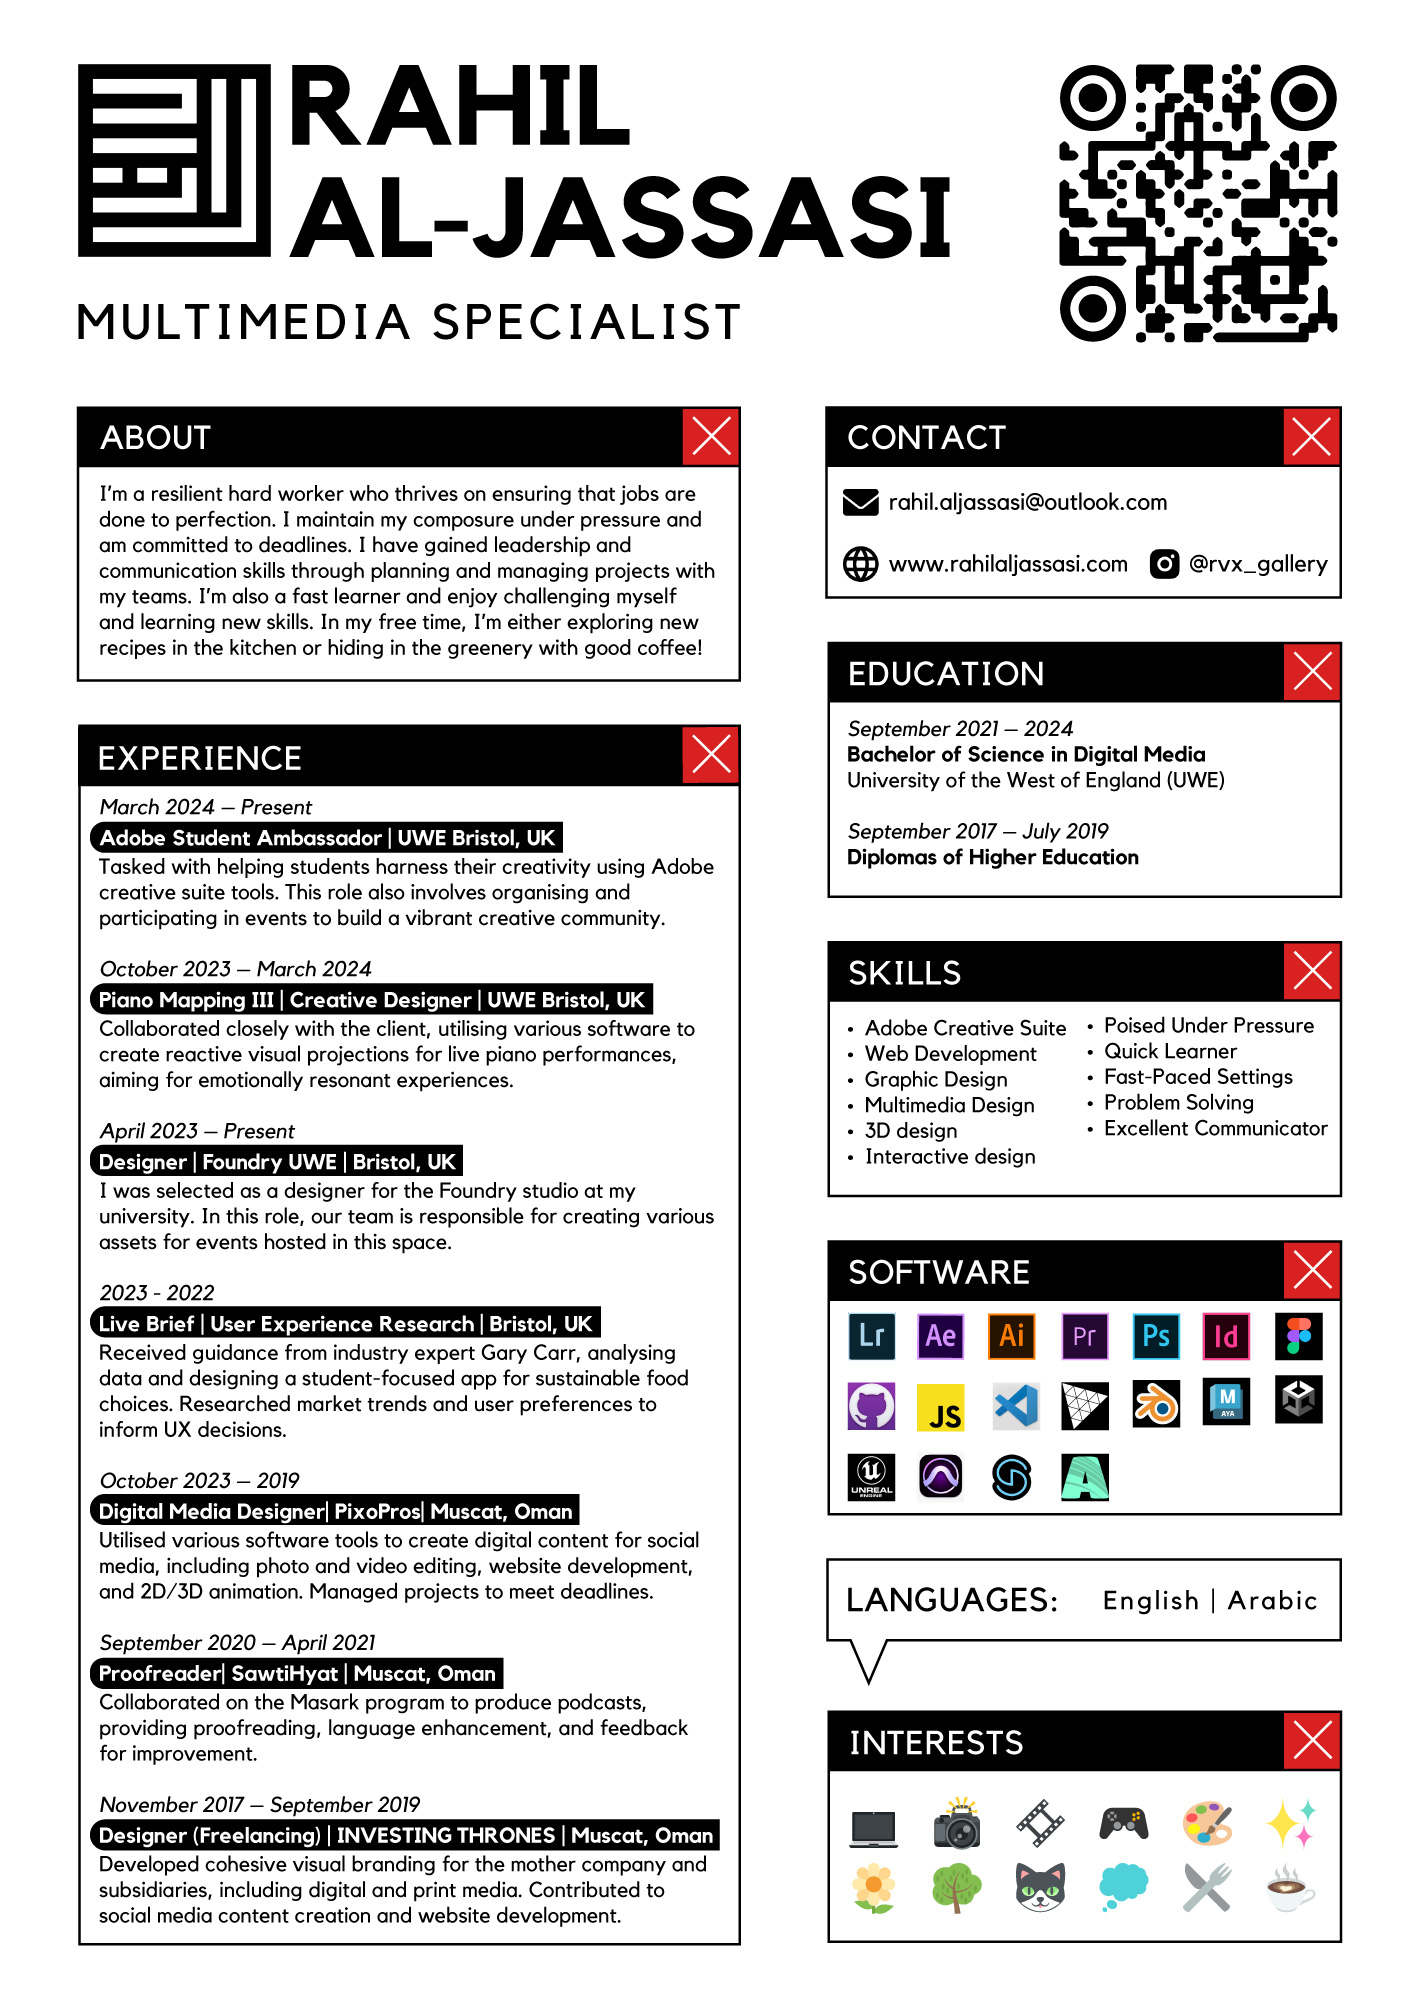 RAHIL
AL-JASSASI
MULTIMEDIA SPECIALIST
ABOUT
I'm a resilient hard worker who thrives on ensuring that jobs are
done to perfection. I maintain my composure under pressure and
am committed to deadlines. I have gained leadership and
communication skills through planning and managing projects with
my teams. I'm also a fast learner and enjoy challenging myself
and learning new skills. In my free time, I'm either exploring new
recipes in the kitchen or hiding in the greenery with good coffee!
EXPERIENCE
March 2024 – Present
Adobe Student Ambassador | UWE Bristol, UK
Tasked with helping students harness their creativity using Adobe
creative suite tools. This role also involves organising and
participating in events to build a vibrant creative community.
October 2023 – March 2024
Piano Mapping III | Creative Designer | UWE Bristol, UK
Collaborated closely with the client, utilising various software to
create reactive visual projections for live piano performances,
aiming for emotionally resonant experiences.
April 2023 – Present
Designer | Foundry UWE | Bristol, UK
I was selected as a designer for the Foundry studio at my
university. In this role, our team is responsible for creating various
assets for events hosted in this space.
2023 - 2022
Live Brief | User Experience Research | Bristol, UK
Received guidance from industry expert Gary Carr, analysing
data and designing a student-focused app for sustainable food
choices. Researched market trends and user preferences to
inform UX decisions.
October 2023 – 2019
Digital Media Designer| PixoPros| Muscat, Oman
Utilised various software tools to create digital content for social
media, including photo and video editing, website development,
and 2D/3D animation. Managed projects to meet deadlines.
September 2020 – April 2021
Proofreader| SawtiHyat | Muscat, Oman
Collaborated on the Masark program to produce podcasts,
providing proofreading, language enhancement, and feedback
for improvement.
November 2017 – September 2019
Designer (Freelancing) | INVESTING THRONES | Muscat, Oman
Developed cohesive visual branding for the mother company and
subsidiaries, including digital and print media. Contributed to
social media content creation and website development.
CONTACT
rahil.aljassasi@outlook.com
www.rahilaljassasi.com @rvx_gallery
EDUCATION
September 2021 – 2024
Bachelor of Science in Digital Media
University of the West of England (UWE)
September 2017 – July 2019
Diplomas of Higher Education
SKILLS
• Adobe Creative Suite
• Web Development
• Graphic Design
• Multimedia Design
• 3D design
• Interactive design
• Poised Under Pressure
• Quick Learner
• Fast-Paced Settings
• Problem Solving
• Excellent Communicator
SOFTWARE
Lr Ae Ai Pr Ps Id
JS M AYA
UNREAL ENGINE
LANGUAGES: English | Arabic
INTERESTS